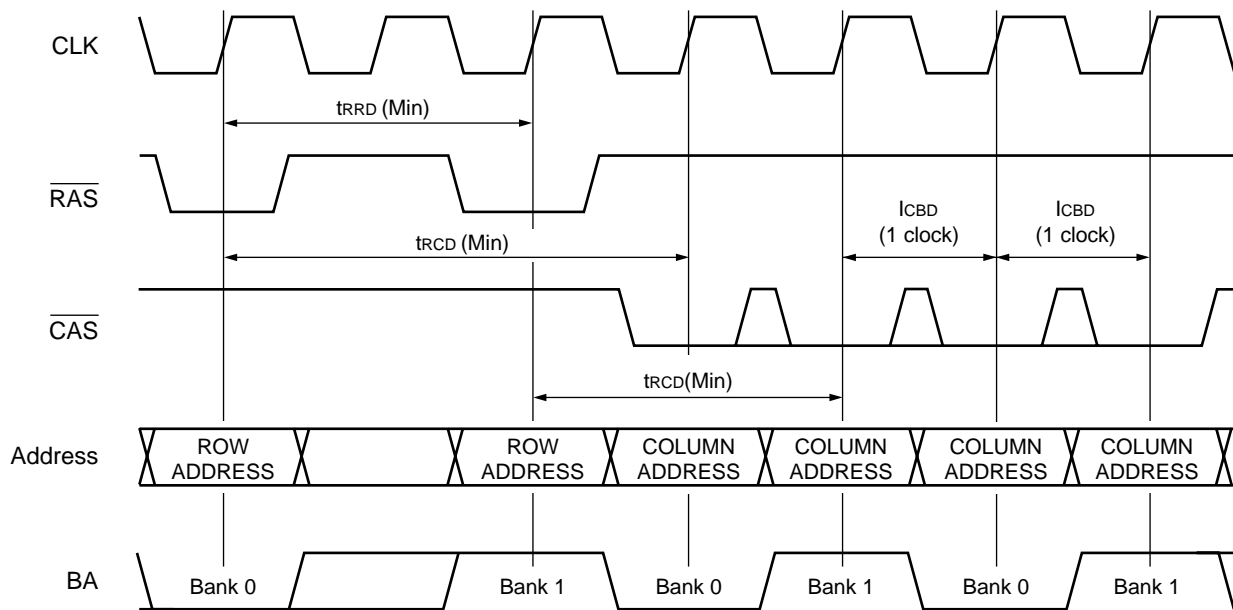 CLK
tRRD (Min)
RAS
ICBD
(1 clock)
ICBD
(1 clock)
tRCD (Min)
CAS
tRCD(Min)
Address
ROW
ADDRESS
ROW
ADDRESS
COLUMN
ADDRESS
COLUMN
ADDRESS
COLUMN
ADDRESS
COLUMN
ADDRESS
BA
Bank 0
Bank 1
Bank 0
Bank 1
Bank 0
Bank 1